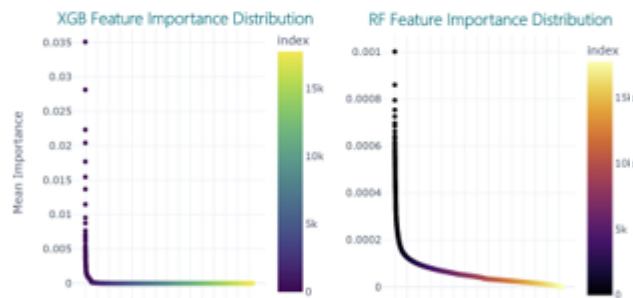 XGB Feature Importance Distribution
index
0.035
0.03
0.025
0.02
0.015
0.01
0.005
0
Mean Importance
15k
10k
5k
0
RF Feature Importance Distribution
index
0.001
0.0008
0.0006
0.0004
0.0002
0
15k
10k
5k
0